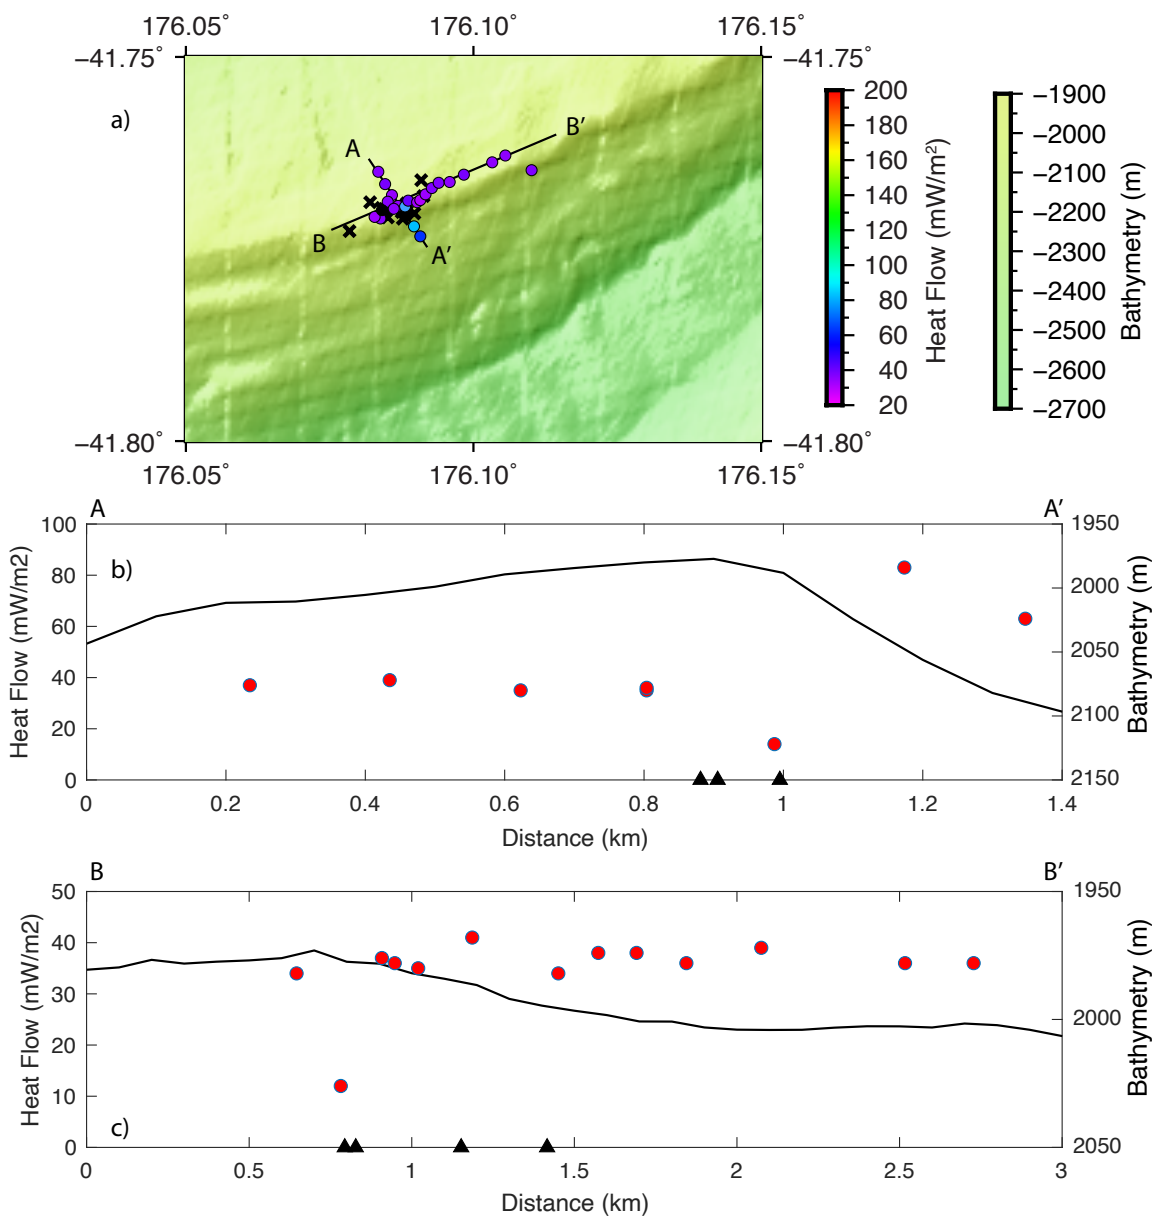 176.05˚ 176.10˚ 176.15˚
−41.75˚ −41.75˚
a)
A
B'
B
A'
−41.80˚ −41.80˚
176.05˚ 176.10˚ 176.15˚
200
180
160
140
120
100
80
60
40
20
Heat Flow (mW/m²)
−1900
−2000
−2100
−2200
−2300
−2400
−2500
−2600
−2700
Bathymetry (m)
A A'
b)
100
80
60
40
20
0
Heat Flow (mW/m2)
1950
2000
2050
2100
2150
Bathymetry (m)
0 0.2 0.4 0.6 0.8 1 1.2 1.4
Distance (km)
B B'
50
40
30
20
10
0
Heat Flow (mW/m2)
c)
1950
2000
2050
Bathymetry (m)
0 0.5 1 1.5 2 2.5 3
Distance (km)